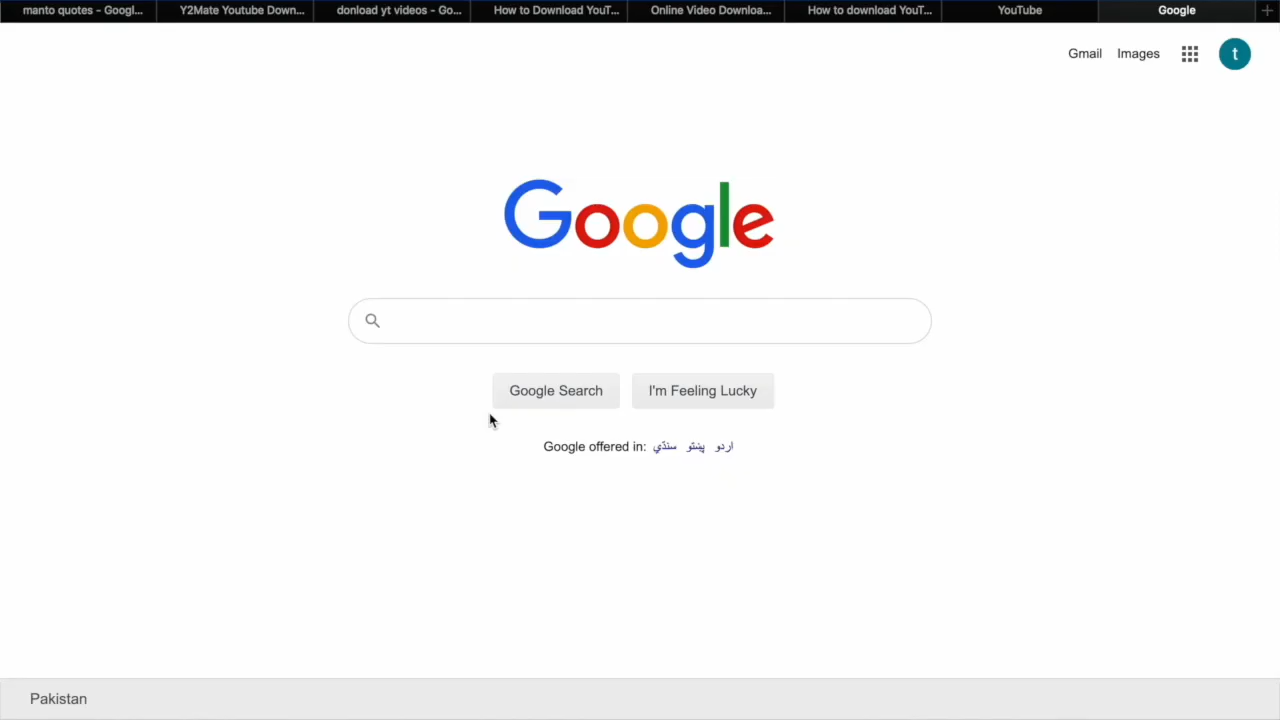 manto quotes - Googl...
Y2Mate Youtube Down...
donload yt videos - Go...
How to Download YouT...
Online Video Downloa...
How to download YouT...
YouTube
Google
Gmail Images
t
Google
Google Search
I'm Feeling Lucky
Google offered in: اردو پښتو سنڌي
Pakistan